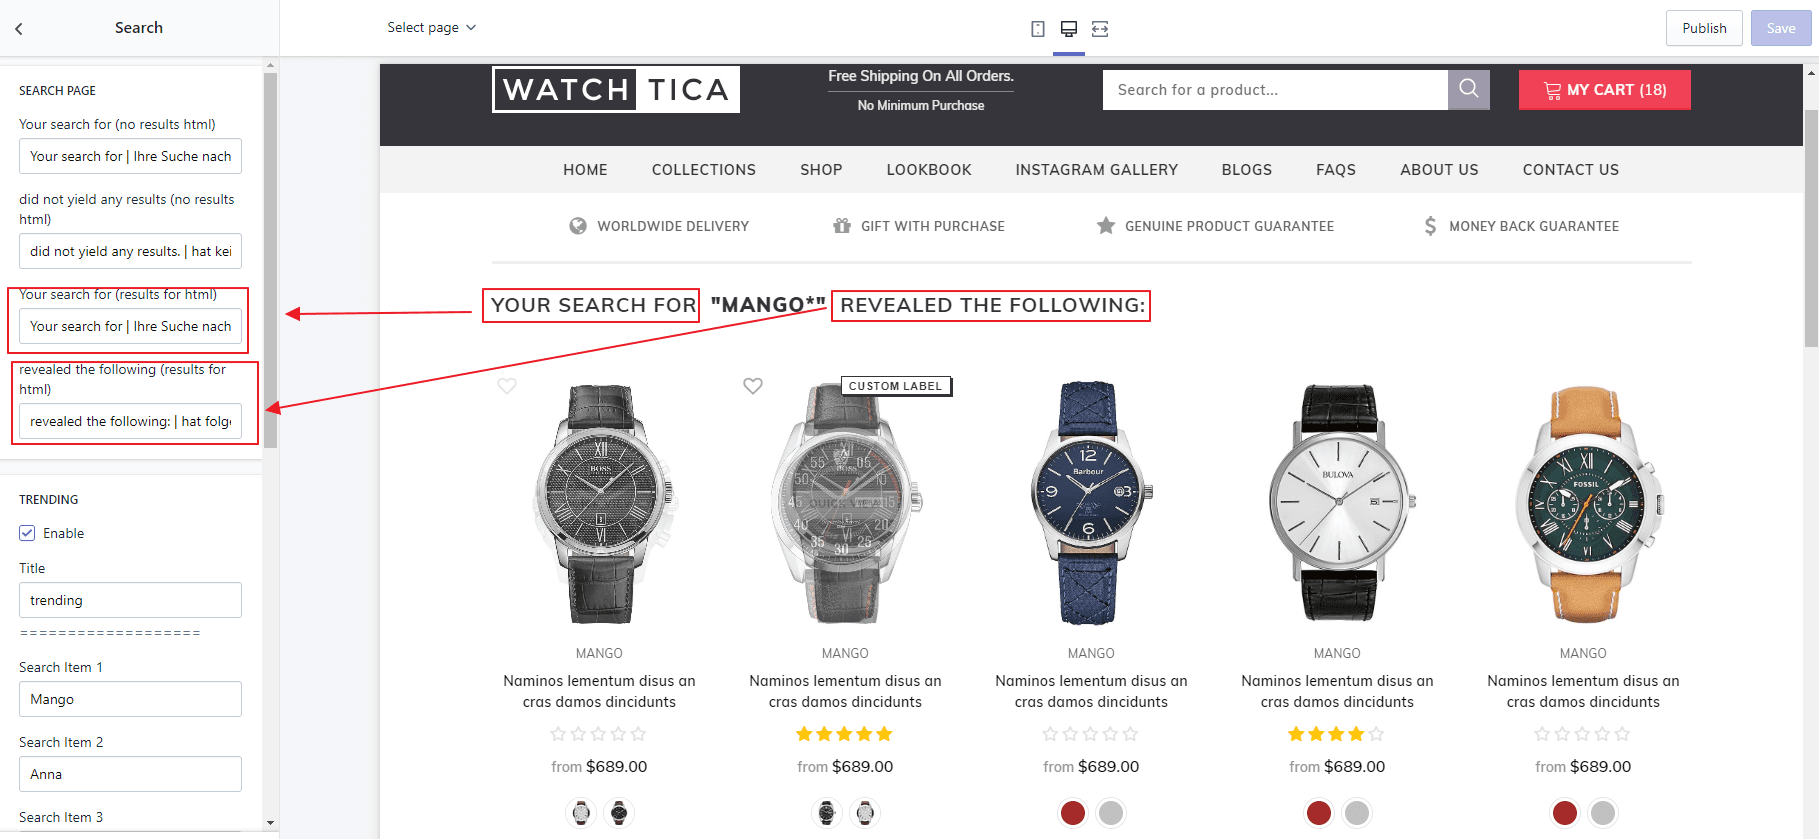 Search
Select page
Publish
Save
SEARCH PAGE
Your search for (no results html)
Your search for | Ihre Suche nach
did not yield any results (no results
html)
did not yield any results. | hat kei
Your search for (results for html)
Your search for | Ihre Suche nach
revealed the following (results for
html)
revealed the following: | hat folge
TRENDING
Enable
Title
trending
===================
Search Item 1
Mango
Search Item 2
Anna
Search Item 3
WATCH TICA
Free Shipping On All Orders.
No Minimum Purchase
Search for a product...
MY CART (18)
HOME COLLECTIONS SHOP LOOKBOOK INSTAGRAM GALLERY BLOGS FAQS ABOUT US CONTACT US
WORLDWIDE DELIVERY GIFT WITH PURCHASE GENUINE PRODUCT GUARANTEE MONEY BACK GUARANTEE
YOUR SEARCH FOR "MANGO*" REVEALED THE FOLLOWING:
CUSTOM LABEL
BOSS
BOSS
QUICK VIEW
Barbour
BULOVA
FOSSIL
MANGO MANGO MANGO MANGO MANGO
Naminos lementum disus an Naminos lementum disus an Naminos lementum disus an Naminos lementum disus an Naminos lementum disus an
cras damos dincidunts cras damos dincidunts cras damos dincidunts cras damos dincidunts cras damos dincidunts
from $689.00 from $689.00 from $689.00 from $689.00 from $689.00